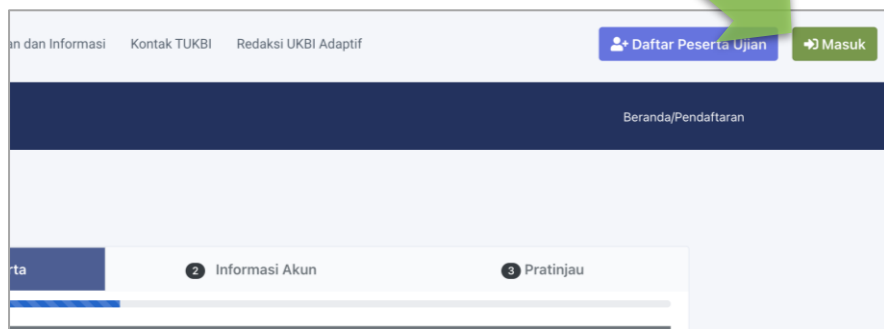 an dan Informasi Kontak TUKBI Redaksi UKBI Adaptif Daftar Peserta Ujian Masuk
Beranda/Pendaftaran
rta 2 Informasi Akun 3 Pratinjau